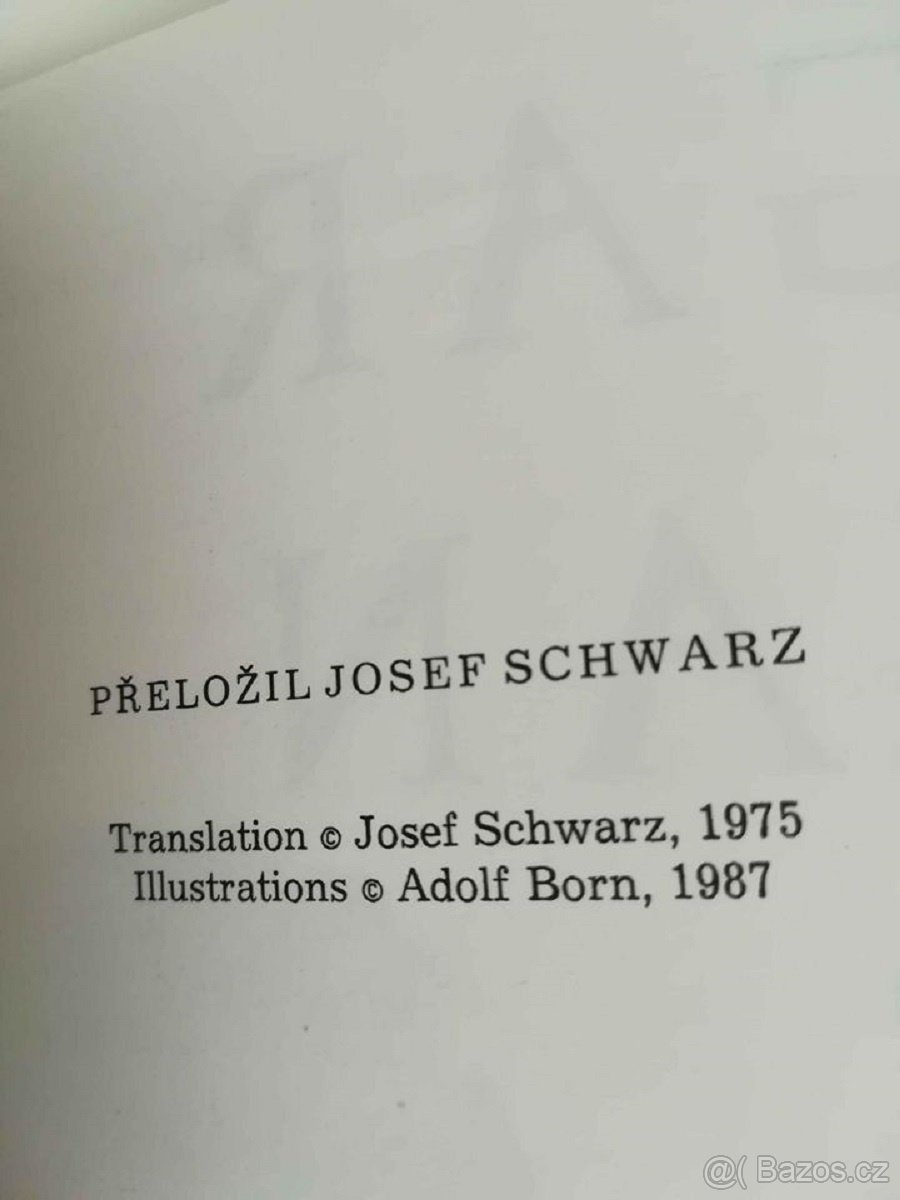 PŘELOŽIL JOSEF SCHWARZ
Translation © Josef Schwarz, 1975
Illustrations © Adolf Born, 1987
@( Bazos.cz